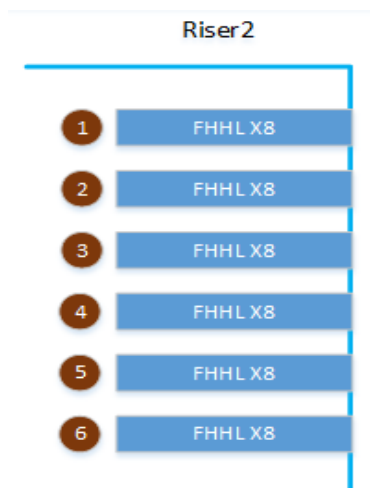 Riser2
1 FHHL X8
2 FHHL X8
3 FHHL X8
4 FHHL X8
5 FHHL X8
6 FHHL X8